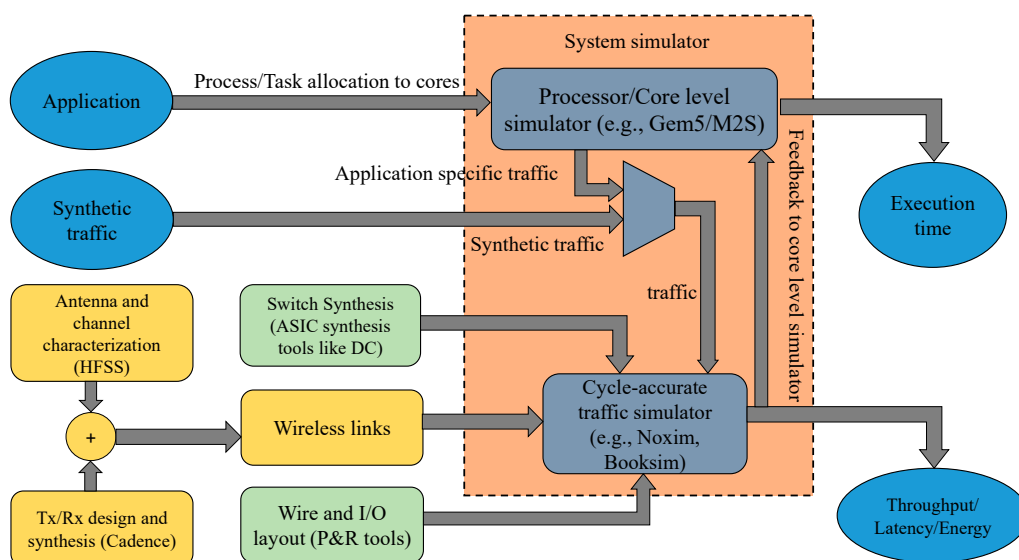 System simulator
Application
Process/Task allocation to cores
Processor/Core level
simulator (e.g., Gem5/M2S)
Application specific traffic
Synthetic
traffic
Synthetic traffic
traffic
Feedback to core level simulator
Execution
time
Antenna and
channel
characterization
(HFSS)
Switch Synthesis
(ASIC synthesis
tools like DC)
+
Wireless links
Cycle-accurate
traffic simulator
(e.g., Noxim,
Booksim)
Tx/Rx design and
synthesis (Cadence)
Wire and I/O
layout (P&R tools)
Throughput/
Latency/Energy